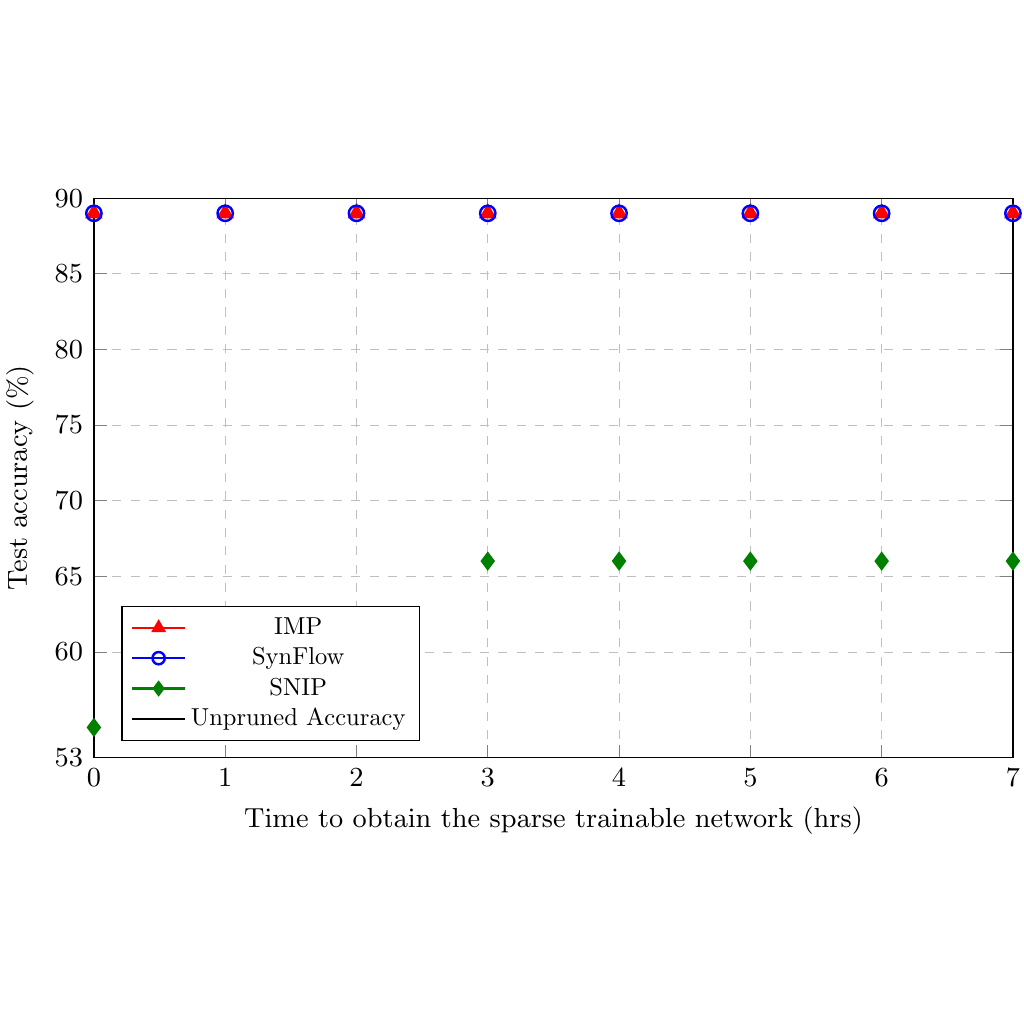 90
85
80
75
70
65
60
53
Test accuracy (%)
IMP
SynFlow
SNIP
Unpruned Accuracy
0 1 2 3 4 5 6 7
Time to obtain the sparse trainable network (hrs)